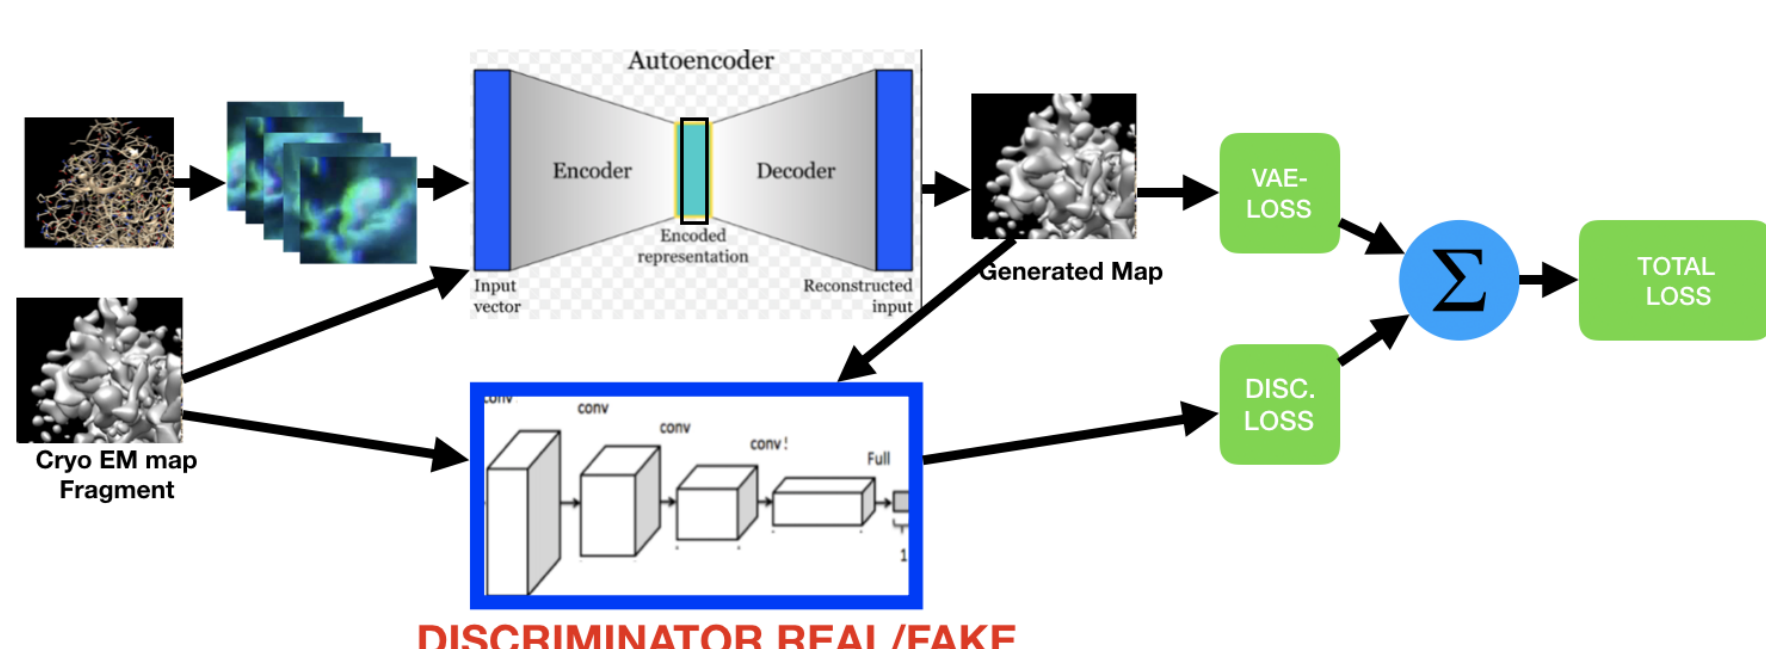 Autoencoder
Encoder
Decoder
Encoded
representation
Input
vector
Reconstructed
input
Generated Map
VAE-
LOSS
Σ
TOTAL
LOSS
DISC.
LOSS
Cryo EM map
Fragment
conv
conv
conv
conv!
Full
1
DISCRIMINATOR REAL/FAKE